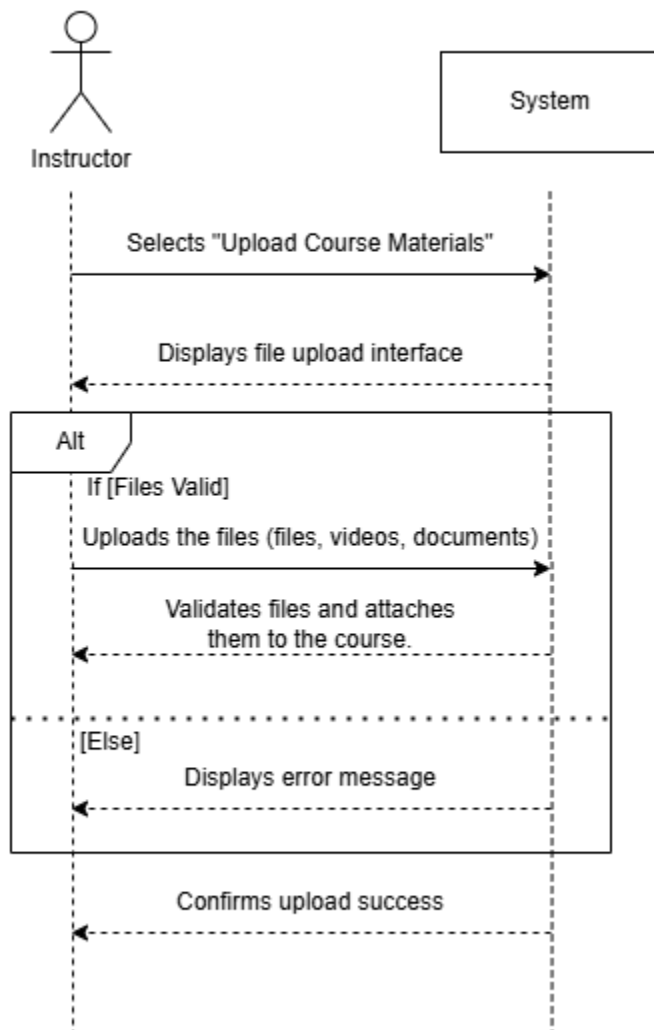 System
Instructor
Selects "Upload Course Materials"
Displays file upload interface
Alt
If [Files Valid]
Uploads the files (files, videos, documents)
Validates files and attaches
them to the course.
[Else]
Displays error message
Confirms upload success